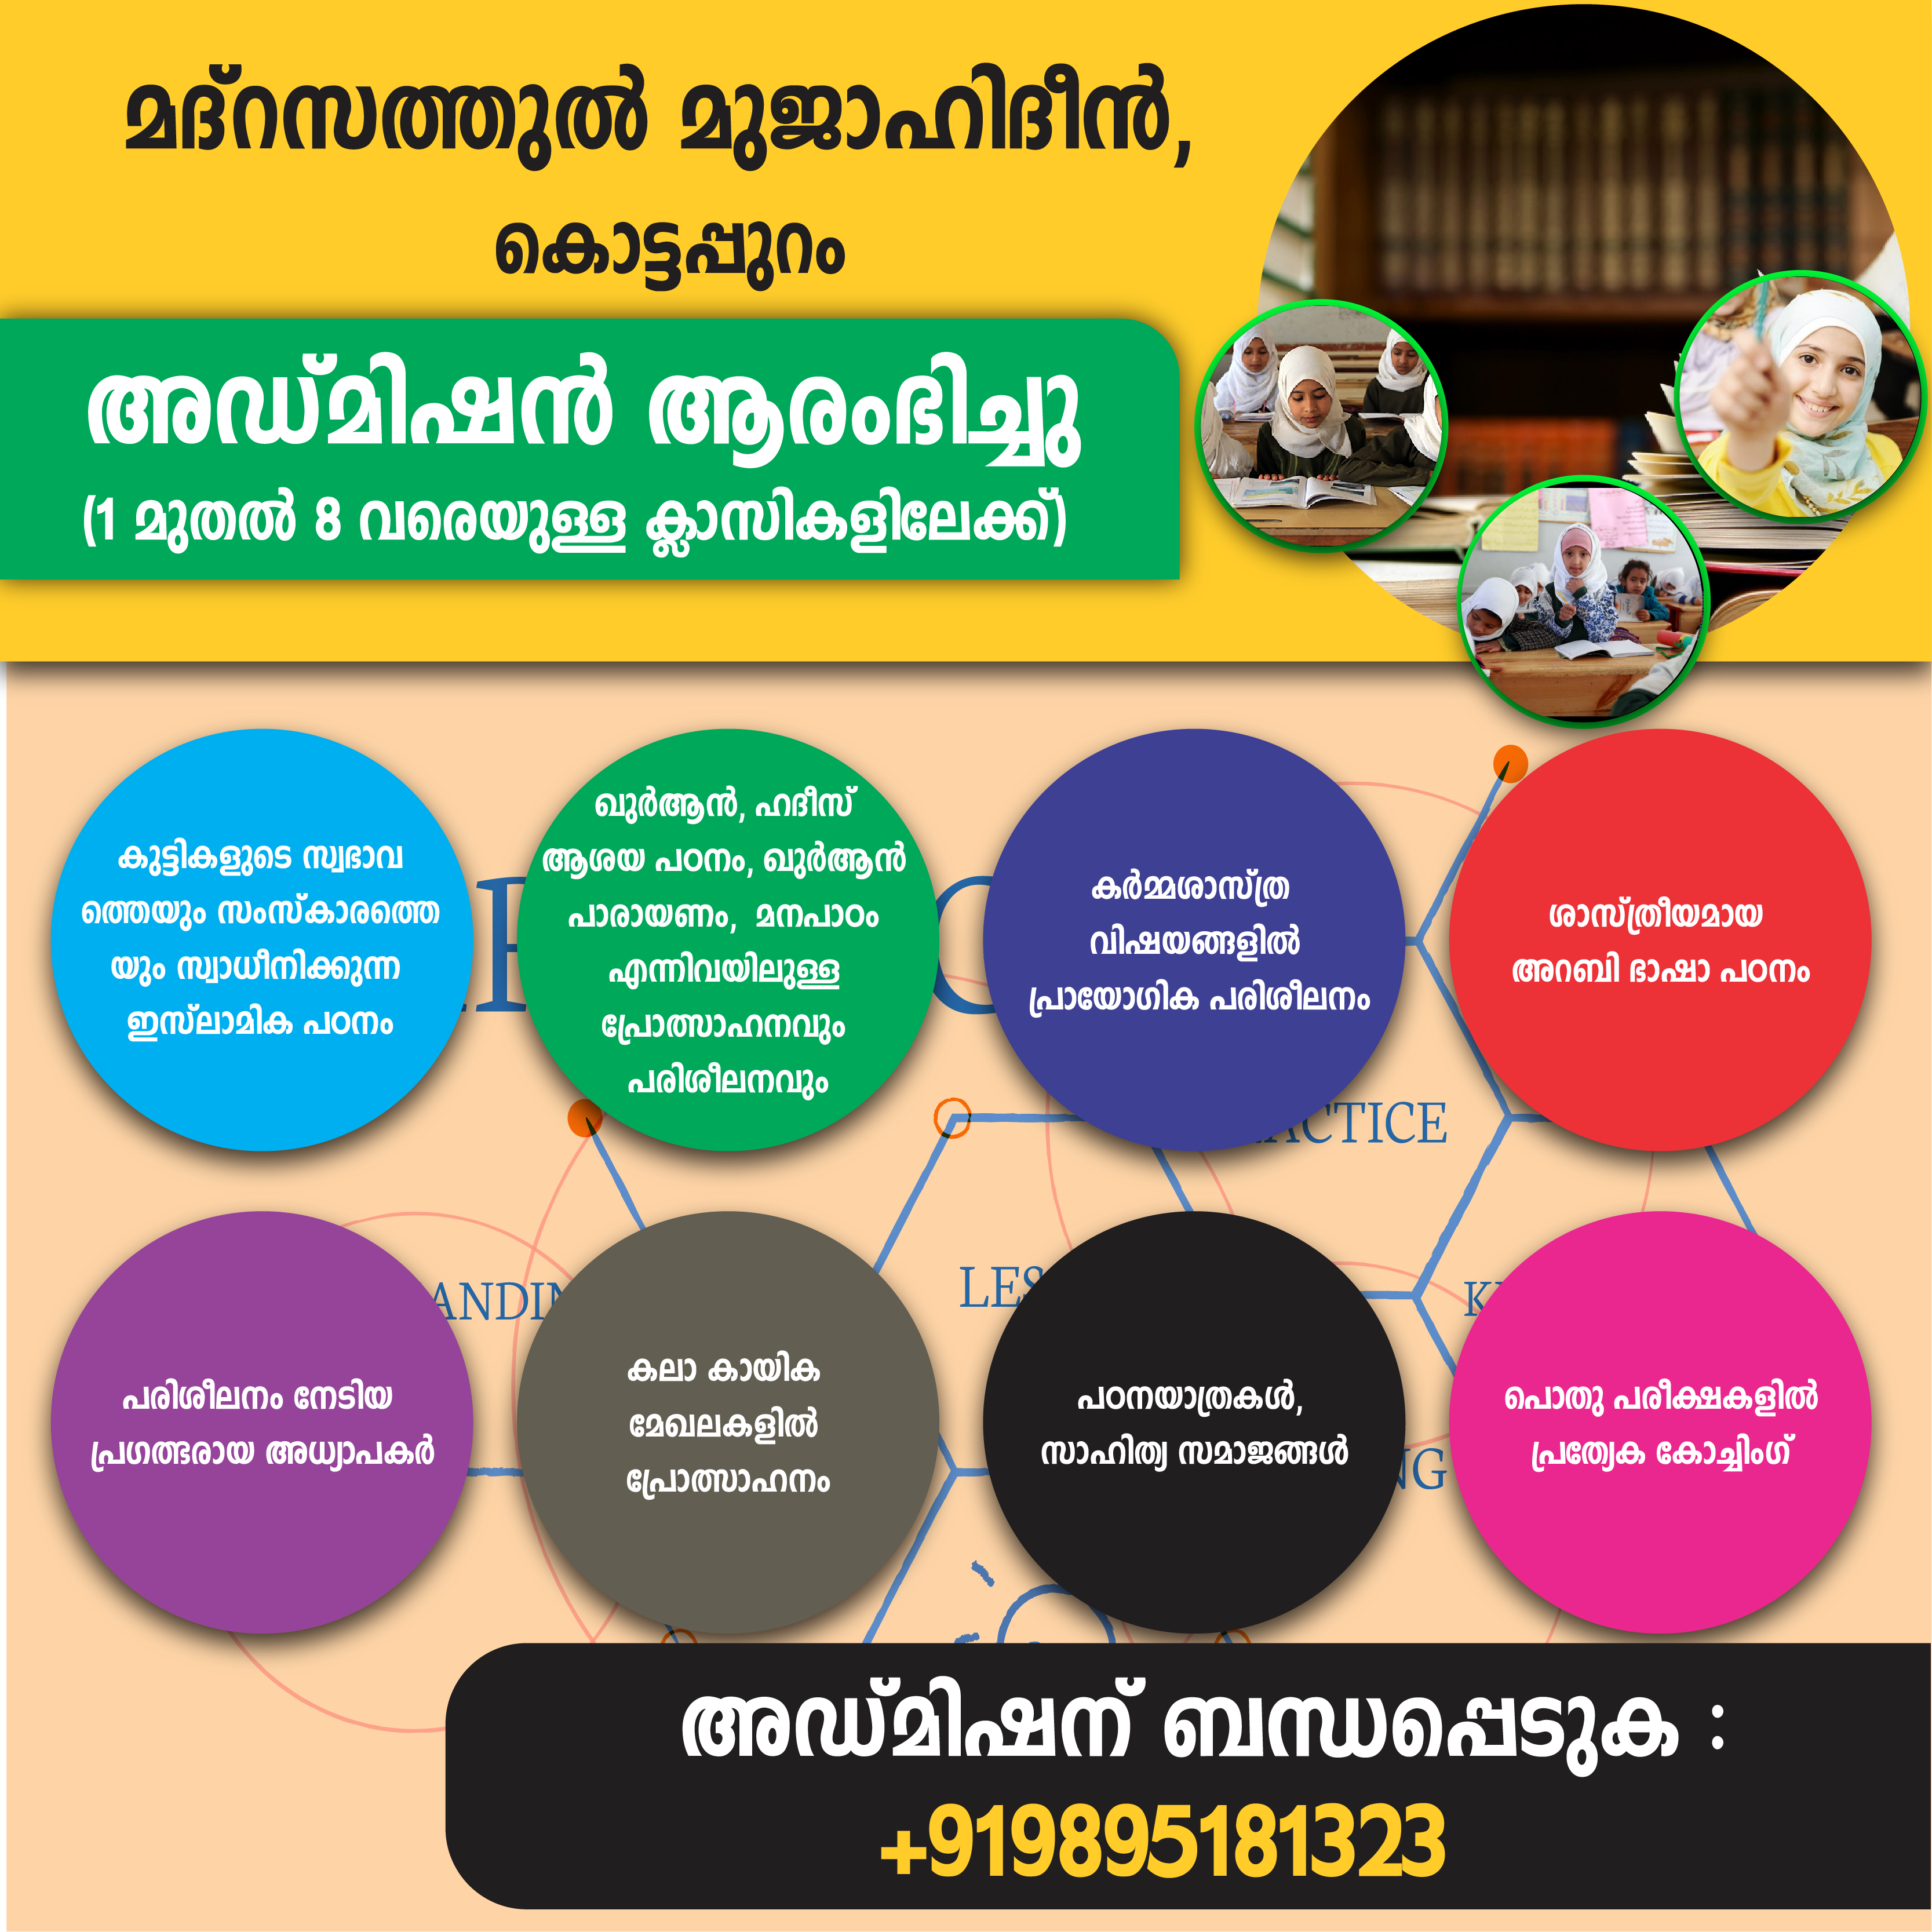 മദ്റസത്തുൽ മുജാഹിദീൻ,
കൊട്ടപ്പുറം
അഡ്മിഷൻ ആരംഭിച്ചു
(1 മുതൽ 8 വരെയുള്ള ക്ലാസികളിലേക്ക്)
കുട്ടികളുടെ സ്വഭാവ
ത്തെയും സംസ്കാരത്തെ
യും സ്വാധീനിക്കുന്ന
ഇസ്‌ലാമിക പഠനം
ഖുർആൻ, ഹദീസ്
ആശയ പഠനം, ഖുർആൻ
പാരായണം, മനപാഠം
എന്നിവയിലുള്ള
പ്രോത്സാഹനവും
പരിശീലനവും
കർമ്മശാസ്ത്ര
വിഷയങ്ങളിൽ
പ്രായോഗിക പരിശീലനം
ശാസ്ത്രീയമായ
അറബി ഭാഷാ പഠനം
ACTICE
ANDIN
LES
K
NG
പരിശീലനം നേടിയ
പ്രഗത്ഭരായ അധ്യാപകർ
കലാ കായിക
മേഖലകളിൽ
പ്രോത്സാഹനം
പഠനയാത്രകൾ,
സാഹിത്യ സമാജങ്ങൾ
പൊതു പരീക്ഷകളിൽ
പ്രത്യേക കോച്ചിംഗ്
അഡ്മിഷന് ബന്ധപ്പെടുക :
+919895181323